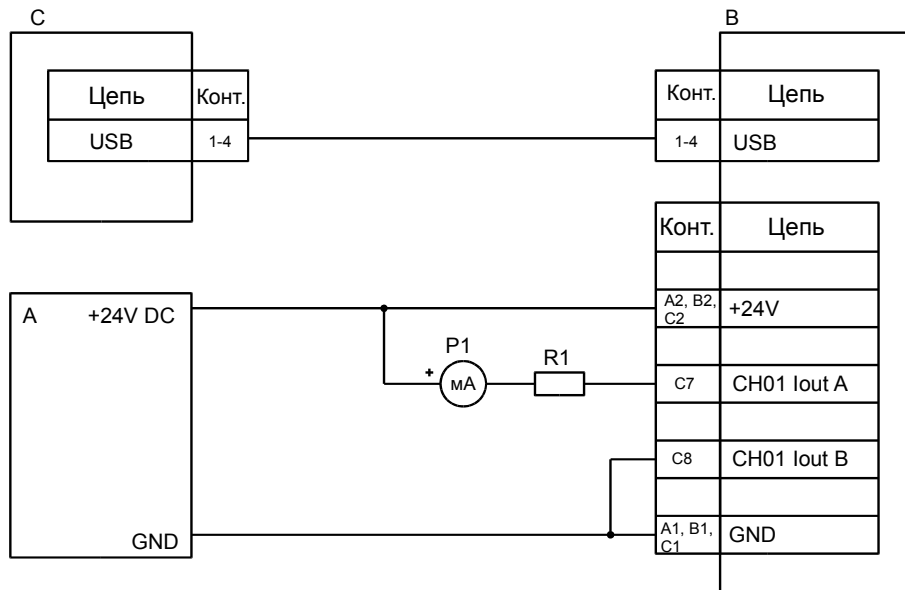 C
B
Цепь Конт.
USB 1-4
Конт. Цепь
1-4 USB
Конт. Цепь
A +24V DC
A2, B2,
C2
+24V
P1
R1
+
мА
C7 CH01 Iout A
C8 CH01 Iout B
GND
A1, B1,
C1
GND